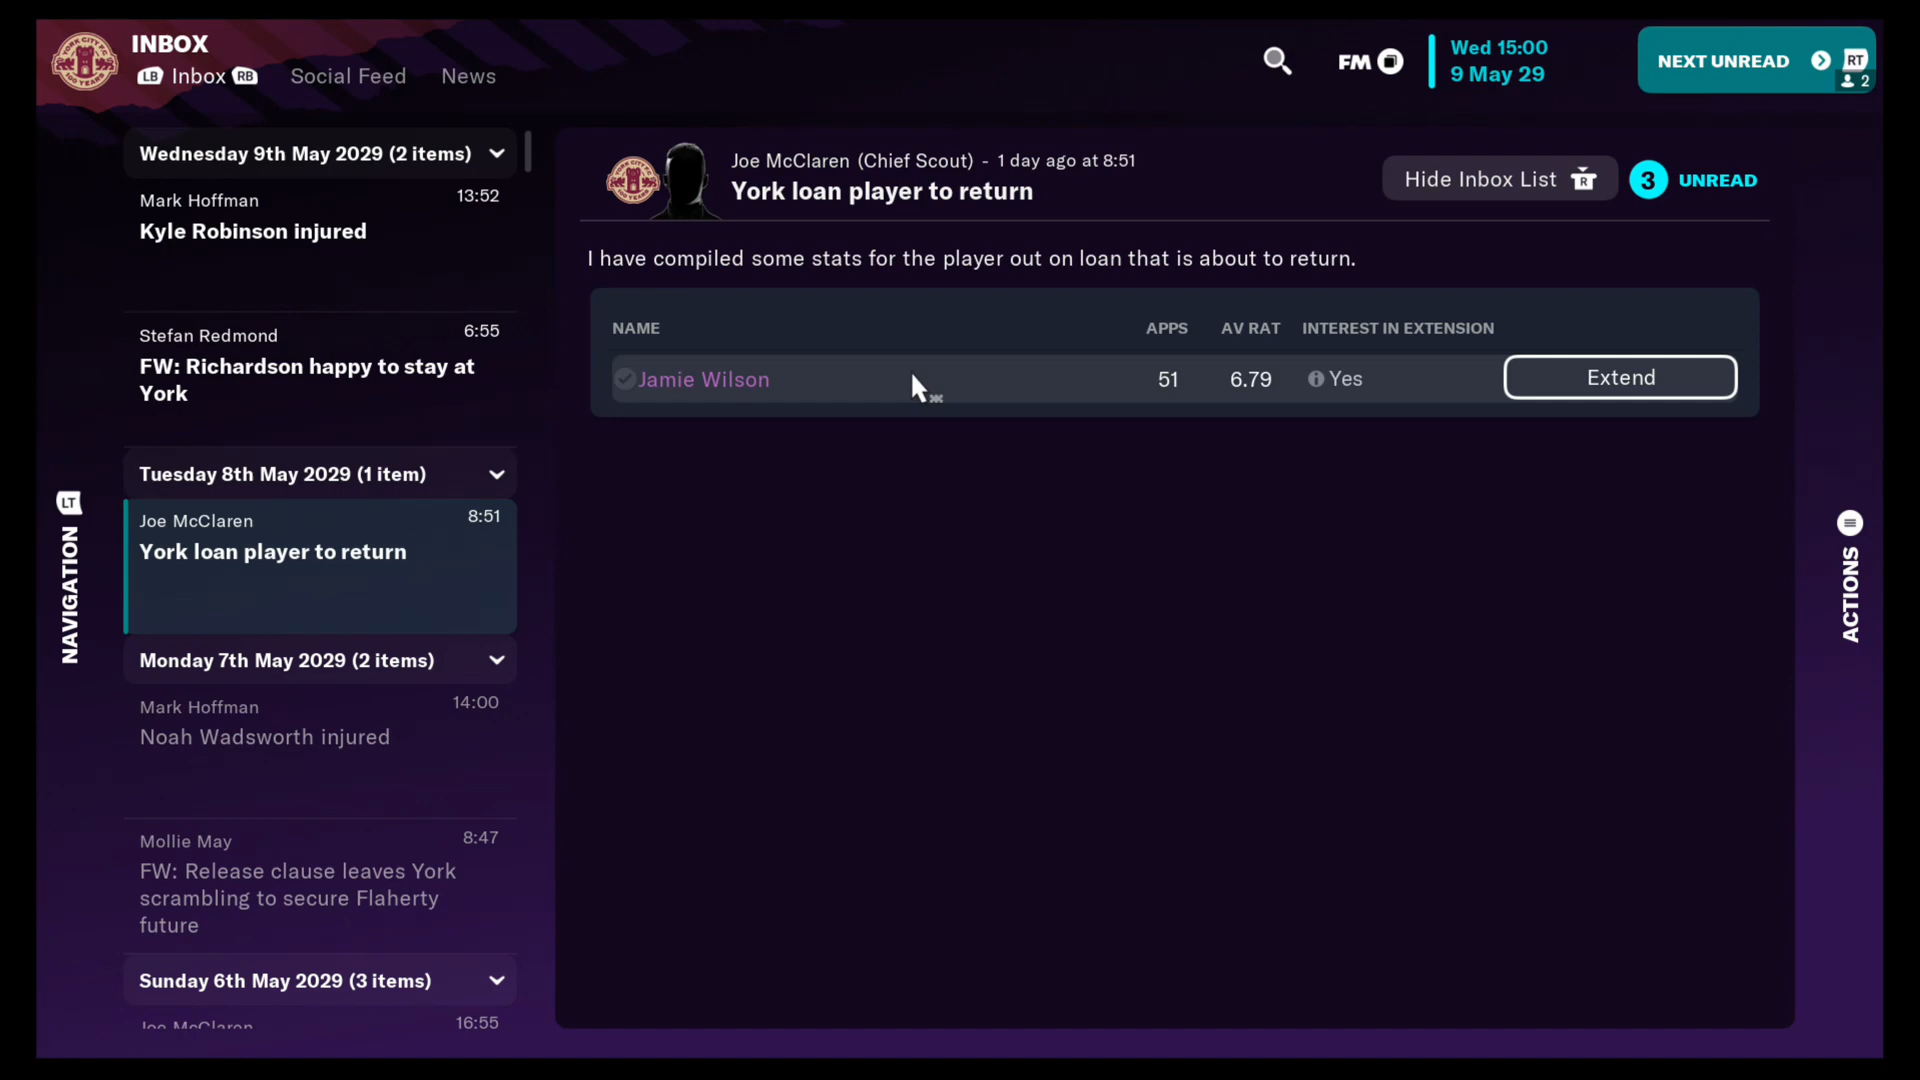 YORK CITY F.C.
100 YEARS
INBOX
LB Inbox RB Social Feed News
FM
Wed 15:00
9 May 29
NEXT UNREAD RT
2
Wednesday 9th May 2029 (2 items)
Mark Hoffman 13:52
Kyle Robinson injured
Stefan Redmond 6:55
FW: Richardson happy to stay at
York
Tuesday 8th May 2029 (1 item)
Joe McClaren 8:51
York loan player to return
Monday 7th May 2029 (2 items)
Mark Hoffman 14:00
Noah Wadsworth injured
Mollie May 8:47
FW: Release clause leaves York
scrambling to secure Flaherty
future
Sunday 6th May 2029 (3 items)
Joe McClaren 16:55
LT
NAVIGATION
Joe McClaren (Chief Scout) - 1 day ago at 8:51
York loan player to return
Hide Inbox List R 3 UNREAD
I have compiled some stats for the player out on loan that is about to return.
NAME APPS AV RAT INTEREST IN EXTENSION
Jamie Wilson 51 6.79 Yes Extend
ACTIONS